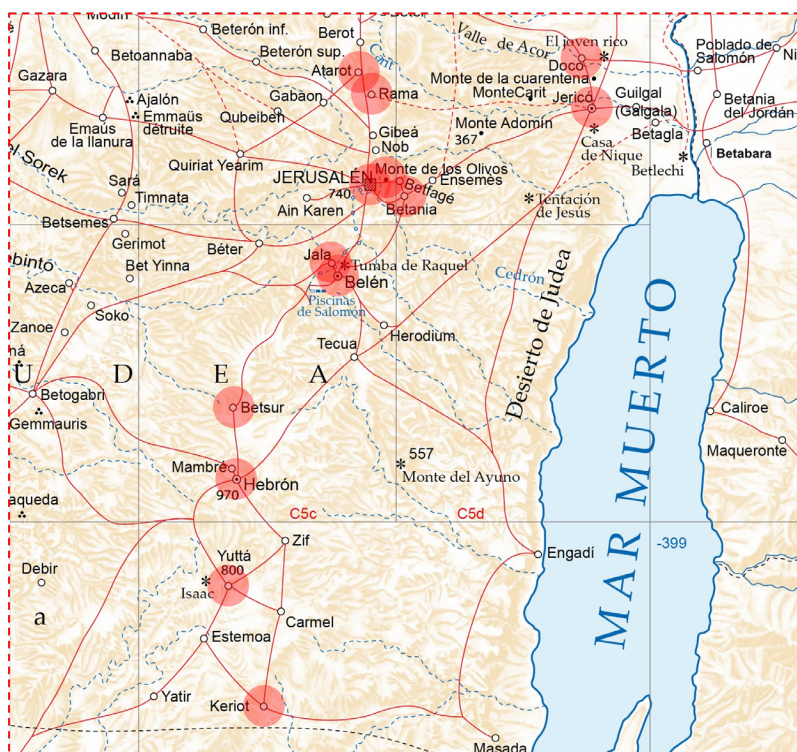 Beterón inf.
Berot
Valle de Acor
El joven rico
Betoannaba
Beterón sup.
Carit
Doco
Poblado de
Salomón
Gazara
Atarot
Monte de la cuarentena
Ajalón
Gabaon
Rama
MonteCarit
Jericó
Guilgal
(Galgala)
Betania
del Jordán
Emmaüs
détruite
Qubeiben
Emaús
de la llanura
Gibeá
Monte Adomín
367
Betagla
Nob
Casa
de Nique
Betabara
Quiriat Yearim
Betlechi
el Sorek
JERUSALÉN
Monte de los Olivos
Sará
740
Betfagé
Ensemes
Timnata
Ain Karen
Betania
Tentación
de Jesús
Betsemes
Gerimot
Béter
Jala
Tumba de Raquel
Cedrón
Bet Yinna
Belén
Azeca
Piscinas
de Salomón
Desierto de Judea
Soko
Zanoe
Herodium
Tecua
MAR MUERTO
U D E A
Betogabri
Betsur
Caliroe
Gemmauris
557
Maqueronte
Mambré
Monte del Ayuno
Hebrón
970
aqueda
C5c
C5d
Zif
-399
Yuttá
800
Engadí
Debir
Isaac
a
Carmel
Estemoa
Yatir
Keriot
Masada